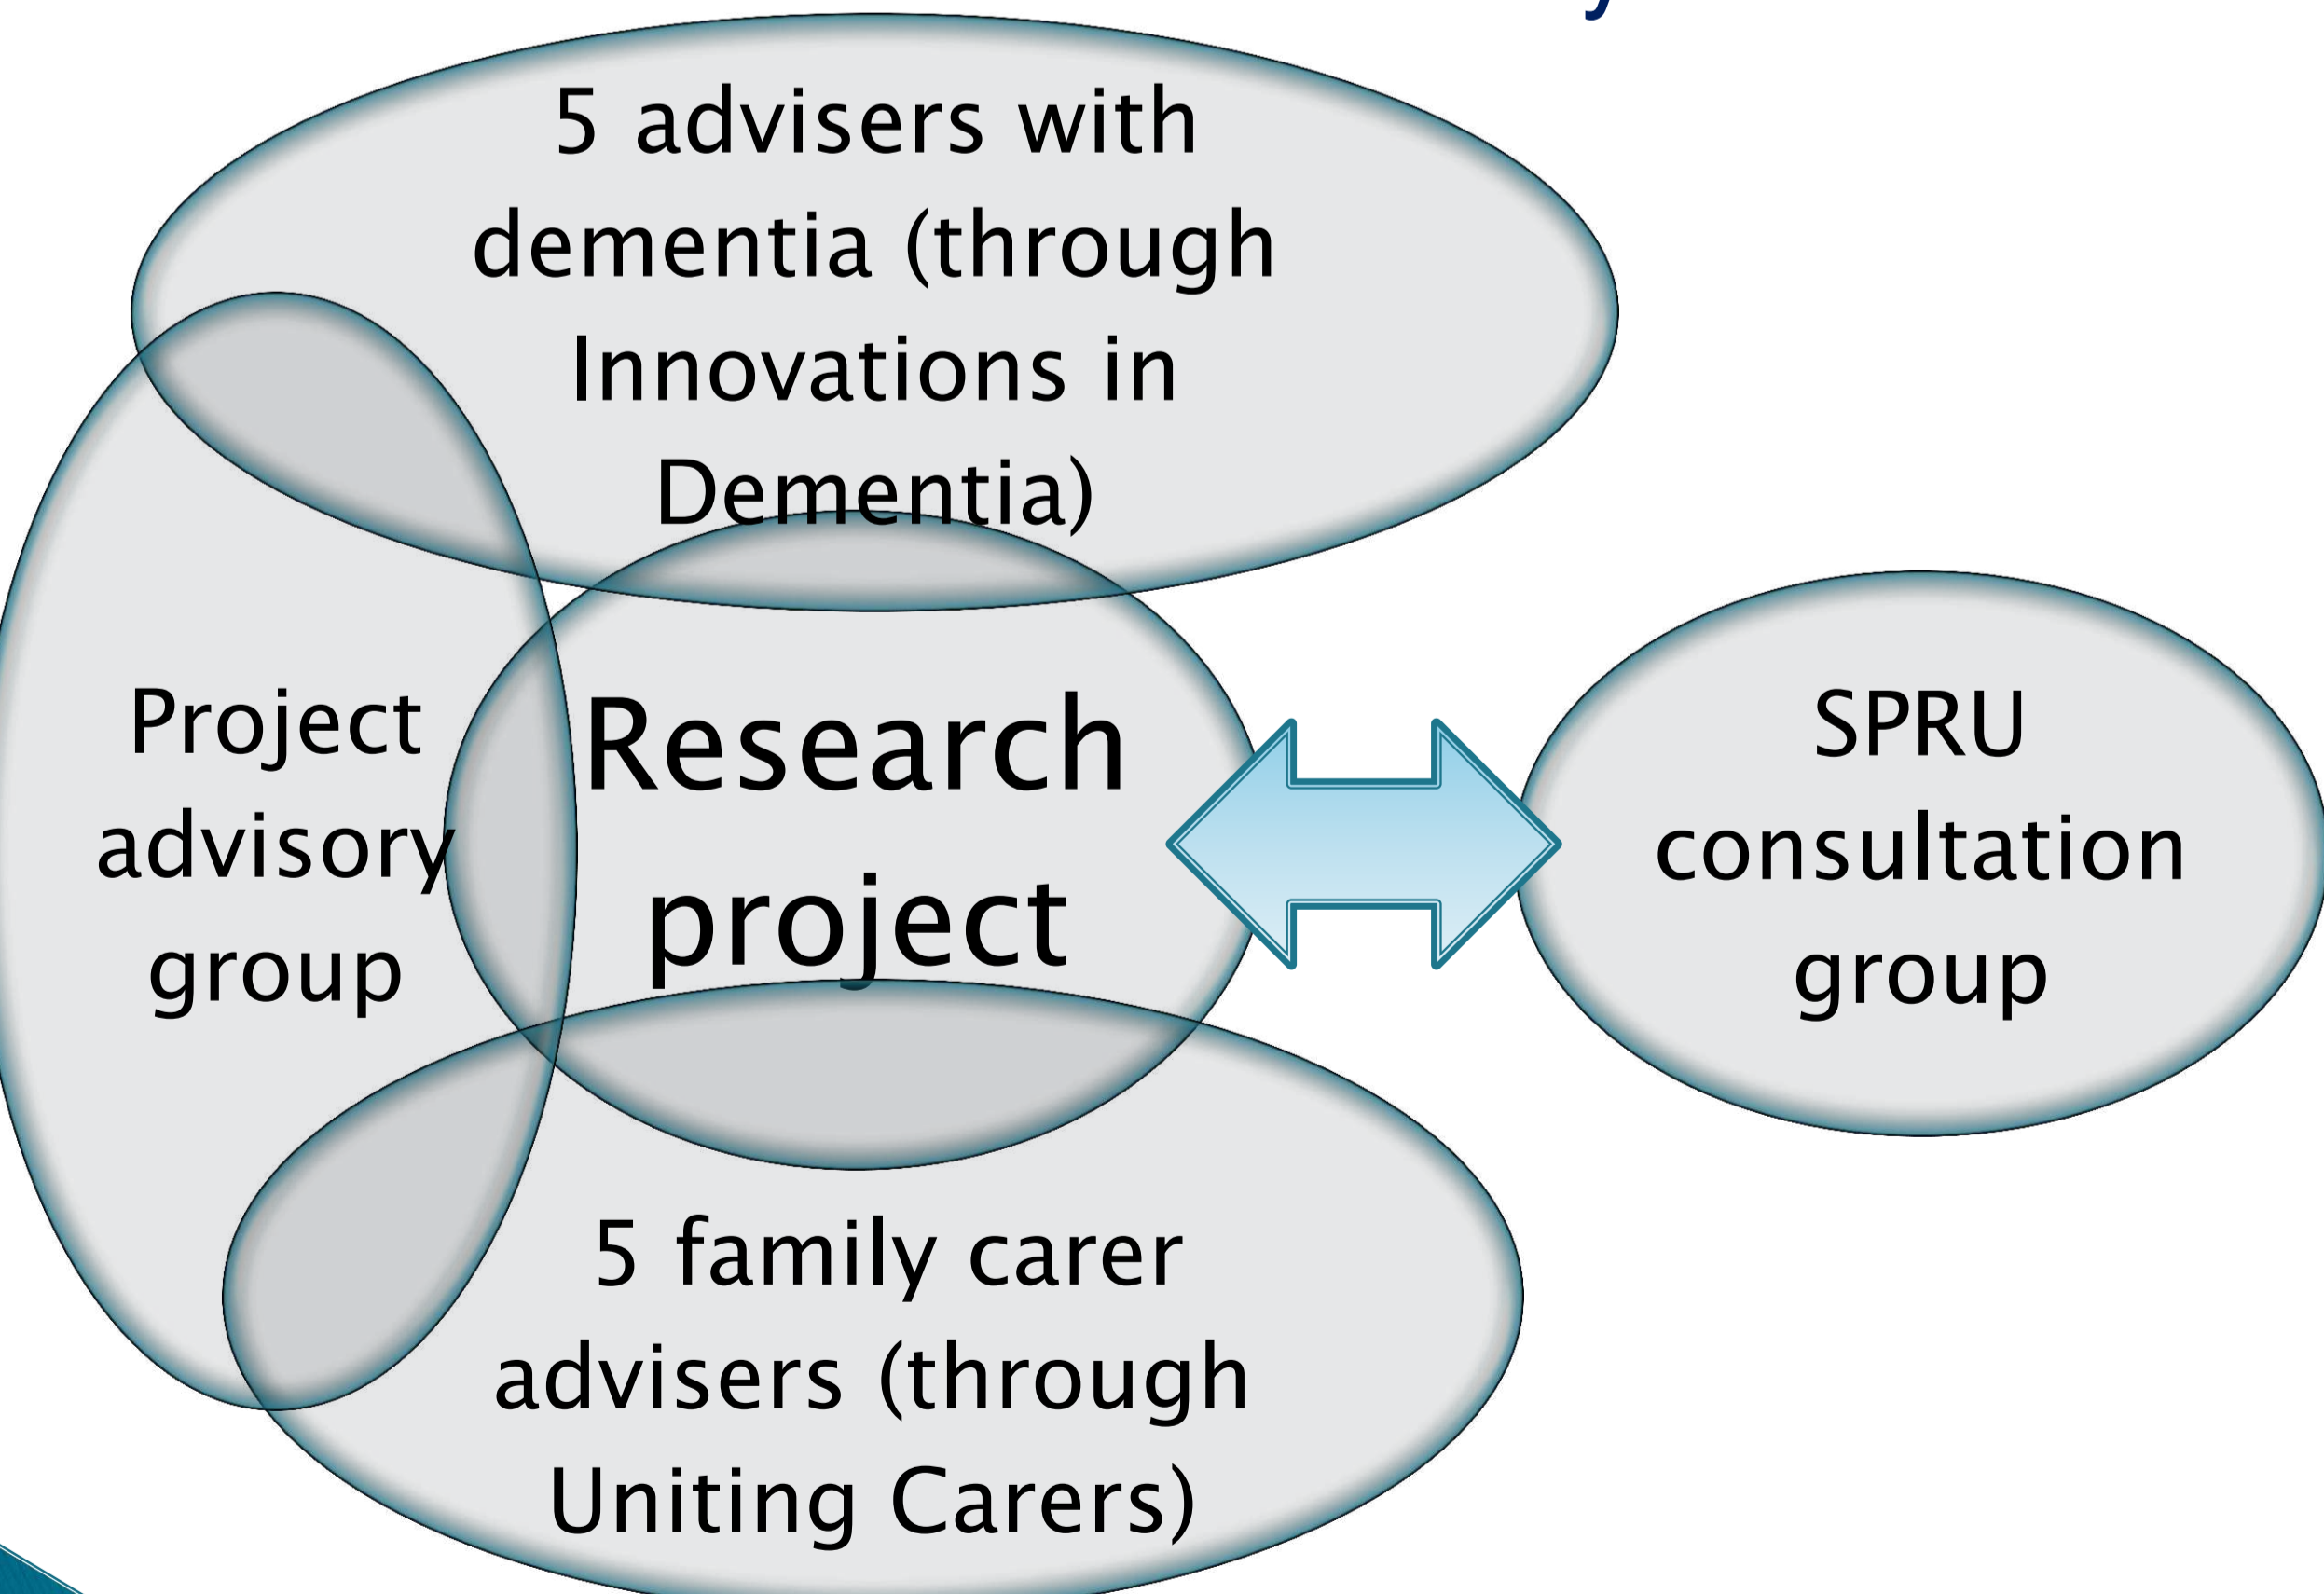 5 advisers with
dementia (through
Innovations in
Dementia)
Project
advisory
group
Research
project
SPRU
consultation
group
5 family carer
advisers (through
Uniting Carers)